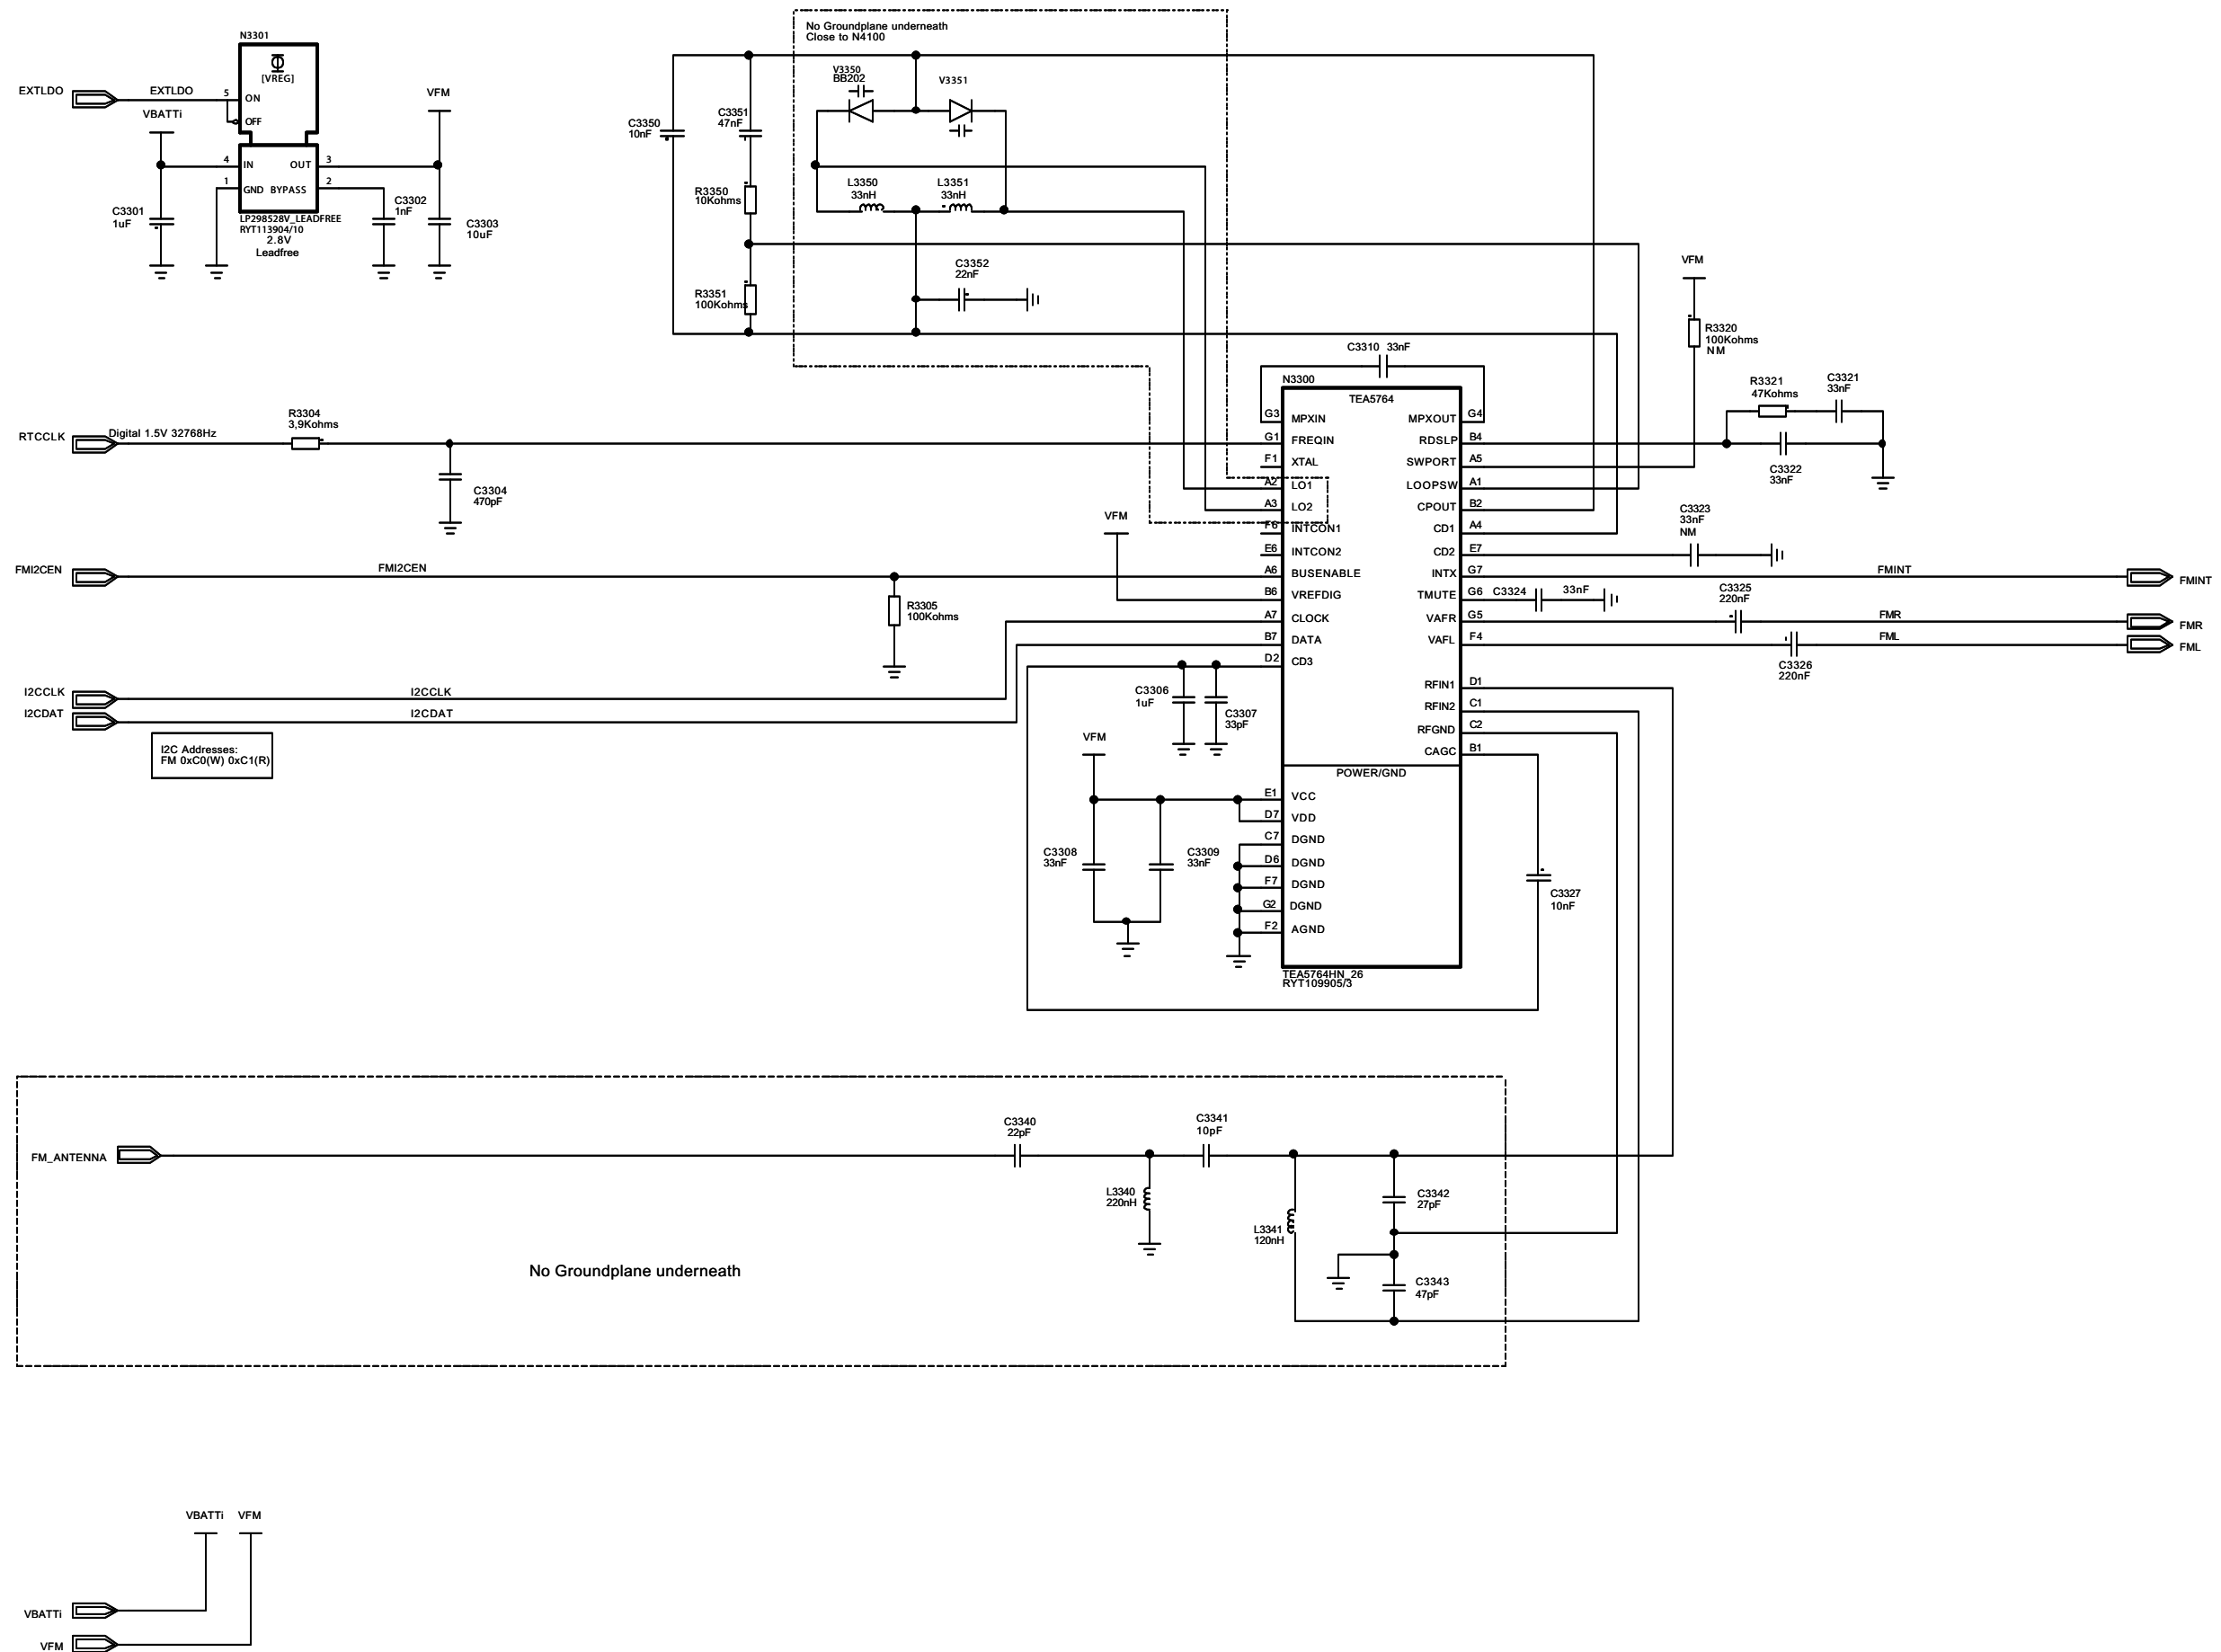 No Groundplane underneath
Close to N4100
N3301
[VREG]
EXTLDO
EXTLDO
5
ON
OFF
VBATTi
VFM
4
IN
OUT
3
1
GND
BYPASS
2
C3301
1uF
C3302
1nF
C3303
10uF
LP298528V_LEADFREE
RYT113904/10
2.8V
Leadfree
C3350
10nF
C3351
47nF
V3350
BB202
V3351
R3350
10Kohms
L3350
33nH
L3351
33nH
R3351
100Kohms
C3352
22nF
VFM
R3320
100Kohms
NM
C3310 33nF
R3321
47Kohms
C3321
33nF
C3322
33nF
N3300
TEA5764
G3
MPXIN
MPXOUT
G4
G1
FREQIN
RDSLP
B4
F1
XTAL
SWPORT
A5
A2
LO1
LOOPSW
A1
A3
LO2
CPOUT
B2
F6
INTCON1
CD1
A4
E6
INTCON2
CD2
E7
A6
BUSENABLE
INTX
G7
B6
VREFDIG
TMUTE
G6
A7
CLOCK
VAFR
G5
B7
DATA
VAFL
F4
D2
CD3
RFIN1
D1
RFIN2
C1
RFGND
C2
CAGC
B1
POWER/GND
E1
VCC
D7
VDD
C7
DGND
D6
DGND
F7
DGND
G2
DGND
F2
AGND
TEA5764HN_26
RYT109905/3
RTCCLK
Digital 1.5V 32768Hz
R3304
3,9Kohms
C3304
470pF
VFM
C3323
33nF
NM
FMI2CEN
FMI2CEN
R3305
100Kohms
FMINT
FMINT
C3324
33nF
C3325
220nF
FMR
FMR
FML
FML
C3326
220nF
I2CCLK
I2CCLK
I2CDAT
I2CDAT
I2C Addresses:
FM 0xC0(W) 0xC1(R)
C3306
1uF
C3307
33pF
VFM
C3308
33nF
C3309
33nF
C3327
10nF
FM_ANTENNA
C3340
22pF
C3341
10pF
L3340
220nH
L3341
120nH
C3342
27pF
C3343
47pF
No Groundplane underneath
VBATTi
VFM
VBATTi
VFM